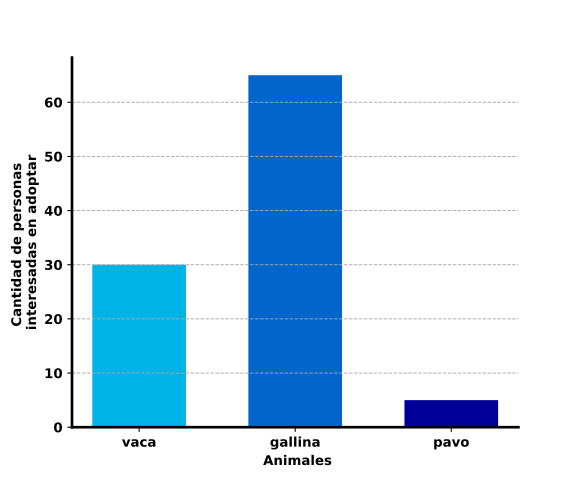 Cantidad de personas
interesadas en adoptar
60
50
40
30
20
10
0
vaca gallina pavo
Animales